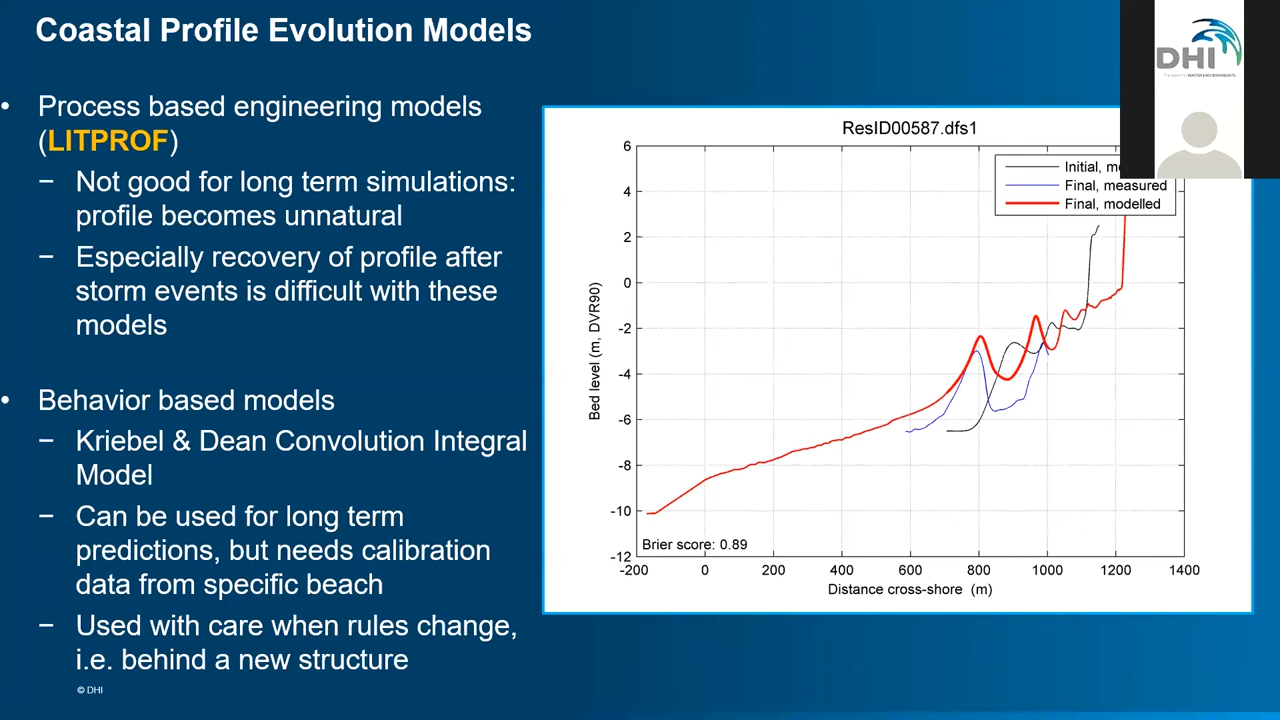 Coastal Profile Evolution Models
• Process based engineering models
(LITPROF)
− Not good for long term simulations:
profile becomes unnatural
− Especially recovery of profile after
storm events is difficult with these
models
• Behavior based models
− Kriebel & Dean Convolution Integral
Model
− Can be used for long term
predictions, but needs calibration
data from specific beach
− Used with care when rules change,
i.e. behind a new structure
© DHI
DHI
ResID00587.dfs1
Initial,
Final, measured
Final, modelled
Bed level (m, DVR90)
6
4
2
0
-2
-4
-6
-8
-10
-12
Brier score: 0.89
-200 0 200 400 600 800 1000 1200 1400
Distance cross-shore (m)